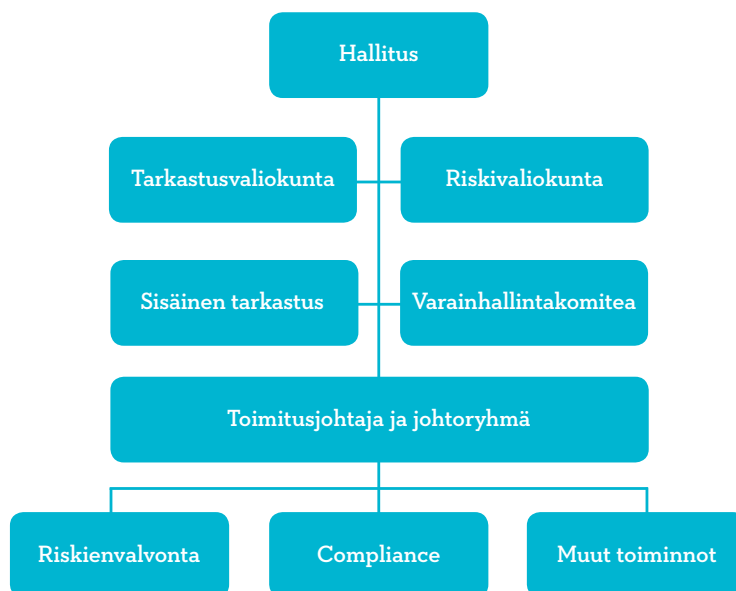 Hallitus
Tarkastusvaliokunta
Riskivaliokunta
Sisäinen tarkastus
Varainhallintakomitea
Toimitusjohtaja ja johtoryhmä
Riskienvalvonta
Compliance
Muut toiminnot